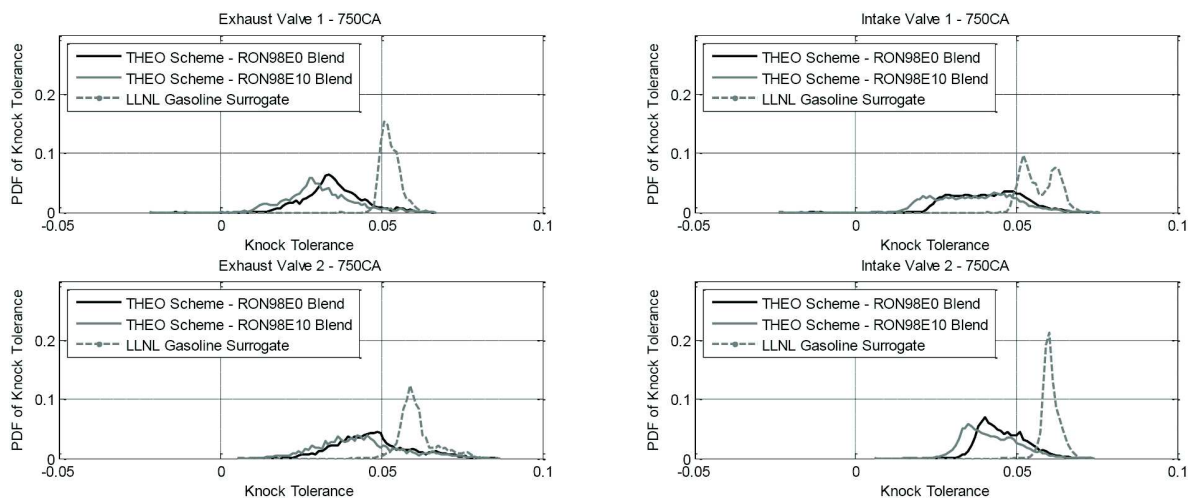 Exhaust Valve 1 - 750CA
PDF of Knock Tolerance
0.2
0.1
0
THEO Scheme - RON98E0 Blend
THEO Scheme - RON98E10 Blend
LLNL Gasoline Surrogate
-0.05 0 0.05 0.1
Knock Tolerance
Intake Valve 1 - 750CA
PDF of Knock Tolerance
0.2
0.1
0
THEO Scheme - RON98E0 Blend
THEO Scheme - RON98E10 Blend
LLNL Gasoline Surrogate
-0.05 0 0.05 0.1
Knock Tolerance
Exhaust Valve 2 - 750CA
PDF of Knock Tolerance
0.2
0.1
0
THEO Scheme - RON98E0 Blend
THEO Scheme - RON98E10 Blend
LLNL Gasoline Surrogate
-0.05 0 0.05 0.1
Knock Tolerance
Intake Valve 2 - 750CA
PDF of Knock Tolerance
0.2
0.1
0
THEO Scheme - RON98E0 Blend
THEO Scheme - RON98E10 Blend
LLNL Gasoline Surrogate
-0.05 0 0.05 0.1
Knock Tolerance